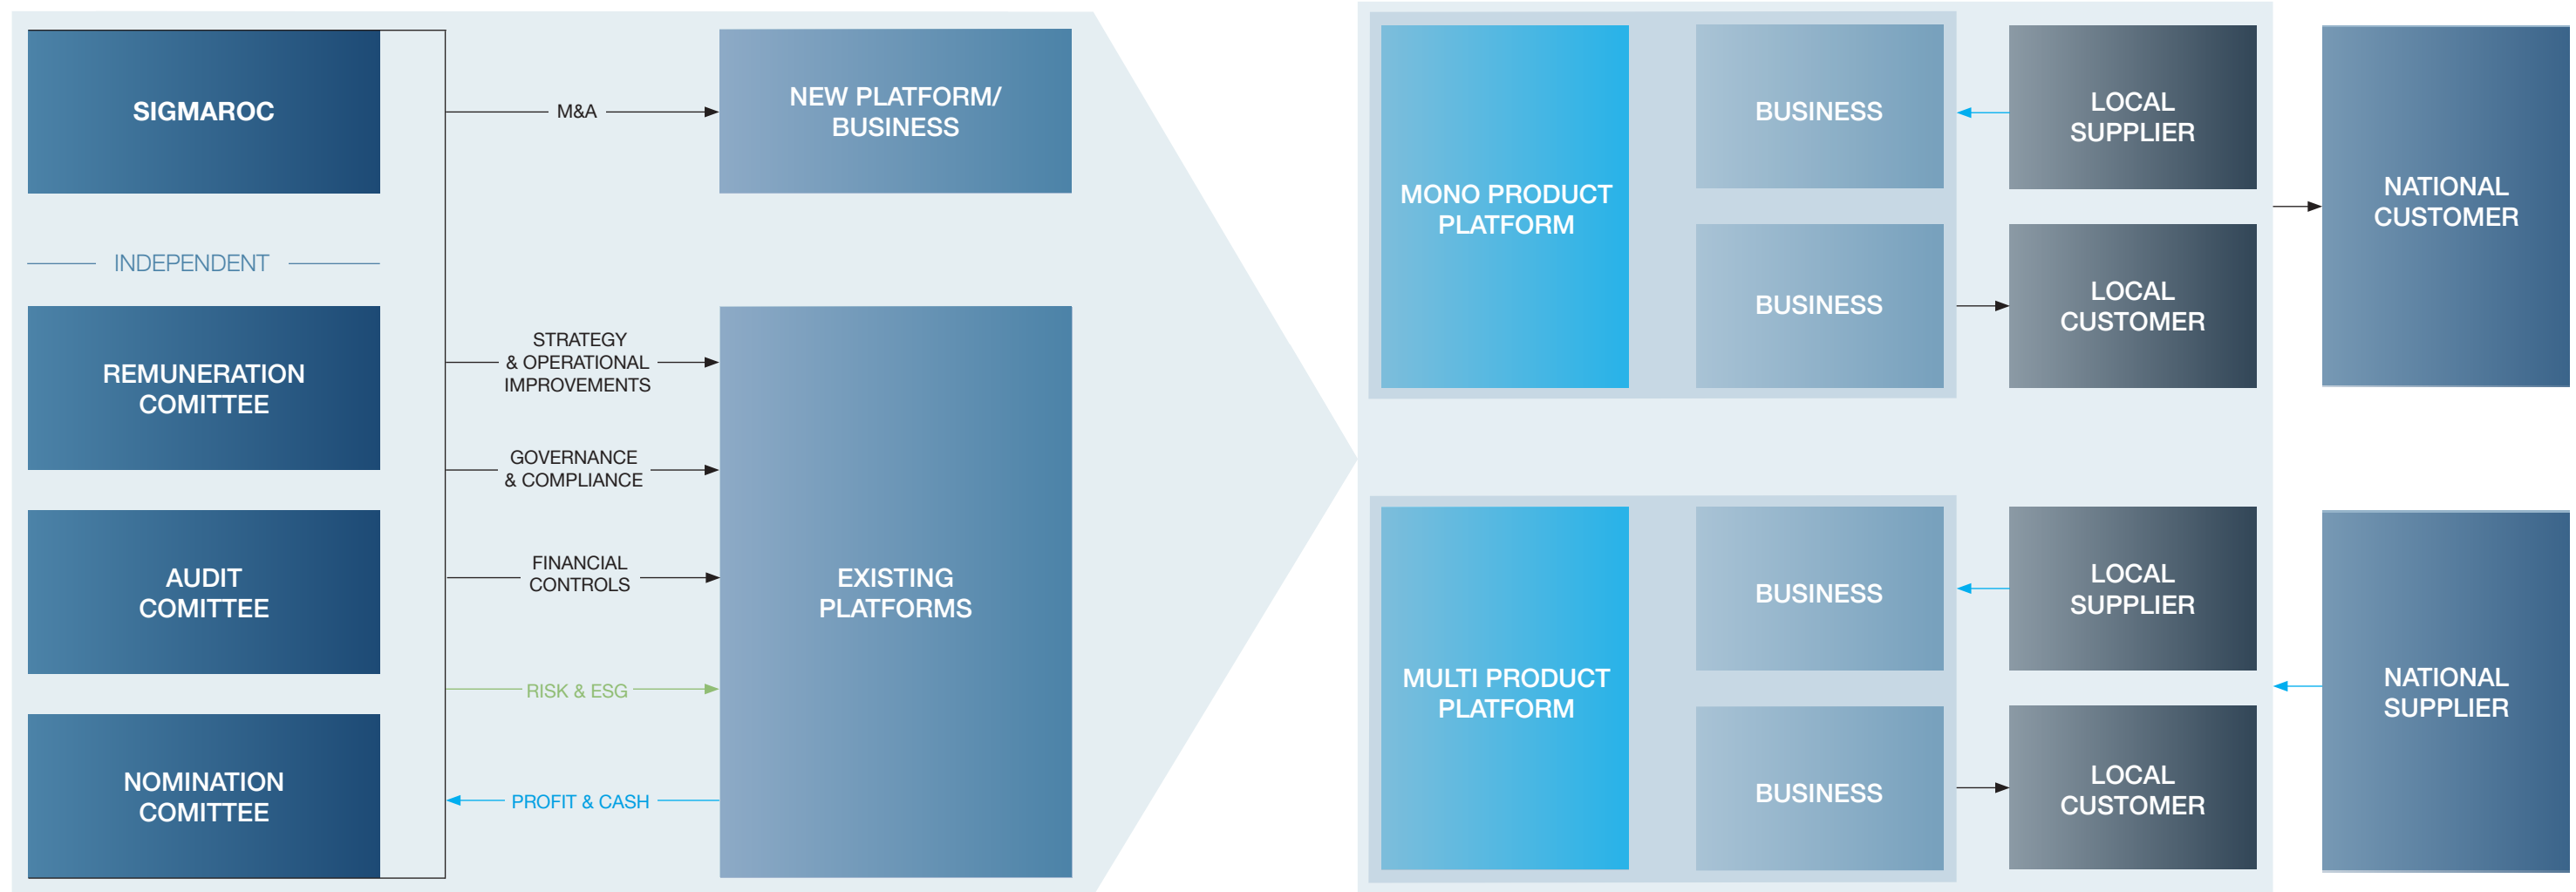 SIGMAROC
INDEPENDENT
REMUNERATION
COMITTEE
AUDIT
COMITTEE
NOMINATION
COMITTEE
M&A
STRATEGY
& OPERATIONAL
IMPROVEMENTS
GOVERNANCE
& COMPLIANCE
FINANCIAL
CONTROLS
RISK & ESG
PROFIT & CASH
NEW PLATFORM/
BUSINESS
EXISTING
PLATFORMS
MONO PRODUCT
PLATFORM
BUSINESS
BUSINESS
LOCAL
SUPPLIER
LOCAL
CUSTOMER
NATIONAL
CUSTOMER
MULTI PRODUCT
PLATFORM
BUSINESS
BUSINESS
LOCAL
SUPPLIER
LOCAL
CUSTOMER
NATIONAL
SUPPLIER